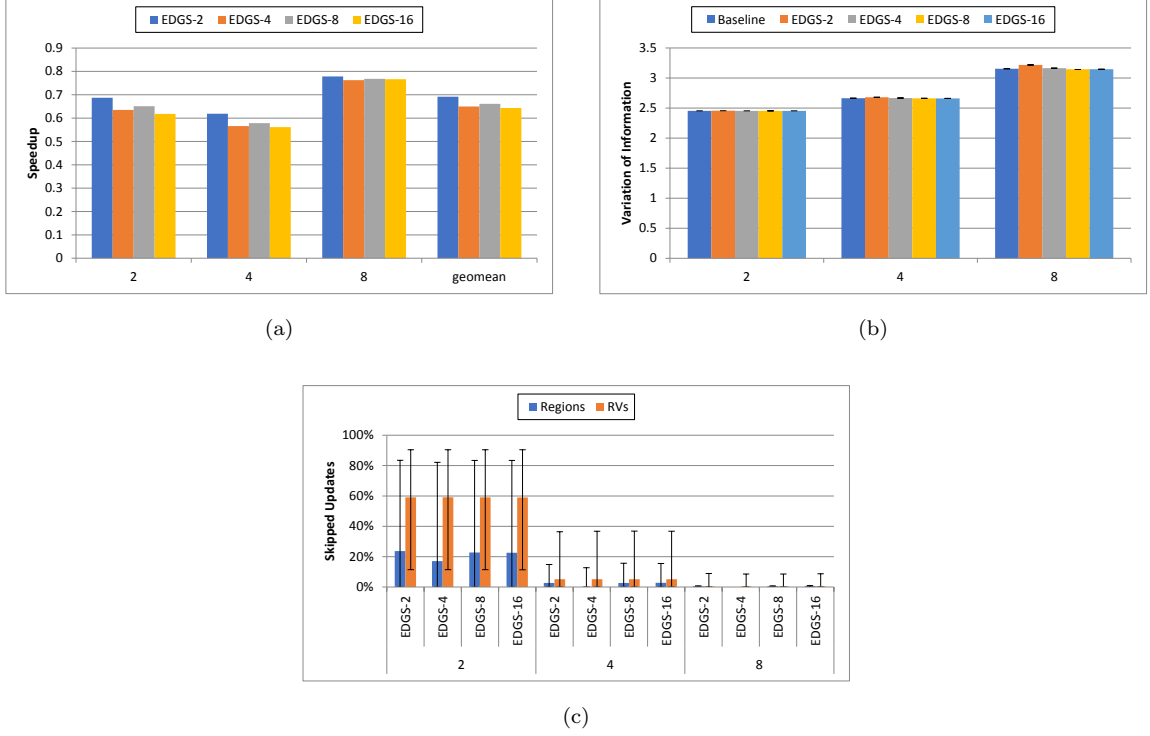 EDGS-2 EDGS-4 EDGS-8 EDGS-16
0.9
0.8
0.7
0.6
0.5
0.4
0.3
0.2
0.1
0
Speedup
2 4 8 geomean
(a)
Baseline EDGS-2 EDGS-4 EDGS-8 EDGS-16
3.5
3
2.5
2
1.5
1
0.5
0
Variation of Information
2 4 8
(b)
Regions RVs
100%
80%
60%
40%
20%
0%
Skipped Updates
EDGS-2
EDGS-4
EDGS-8
EDGS-16
EDGS-2
EDGS-4
EDGS-8
EDGS-16
EDGS-2
EDGS-4
EDGS-8
EDGS-16
2 4 8
(c)